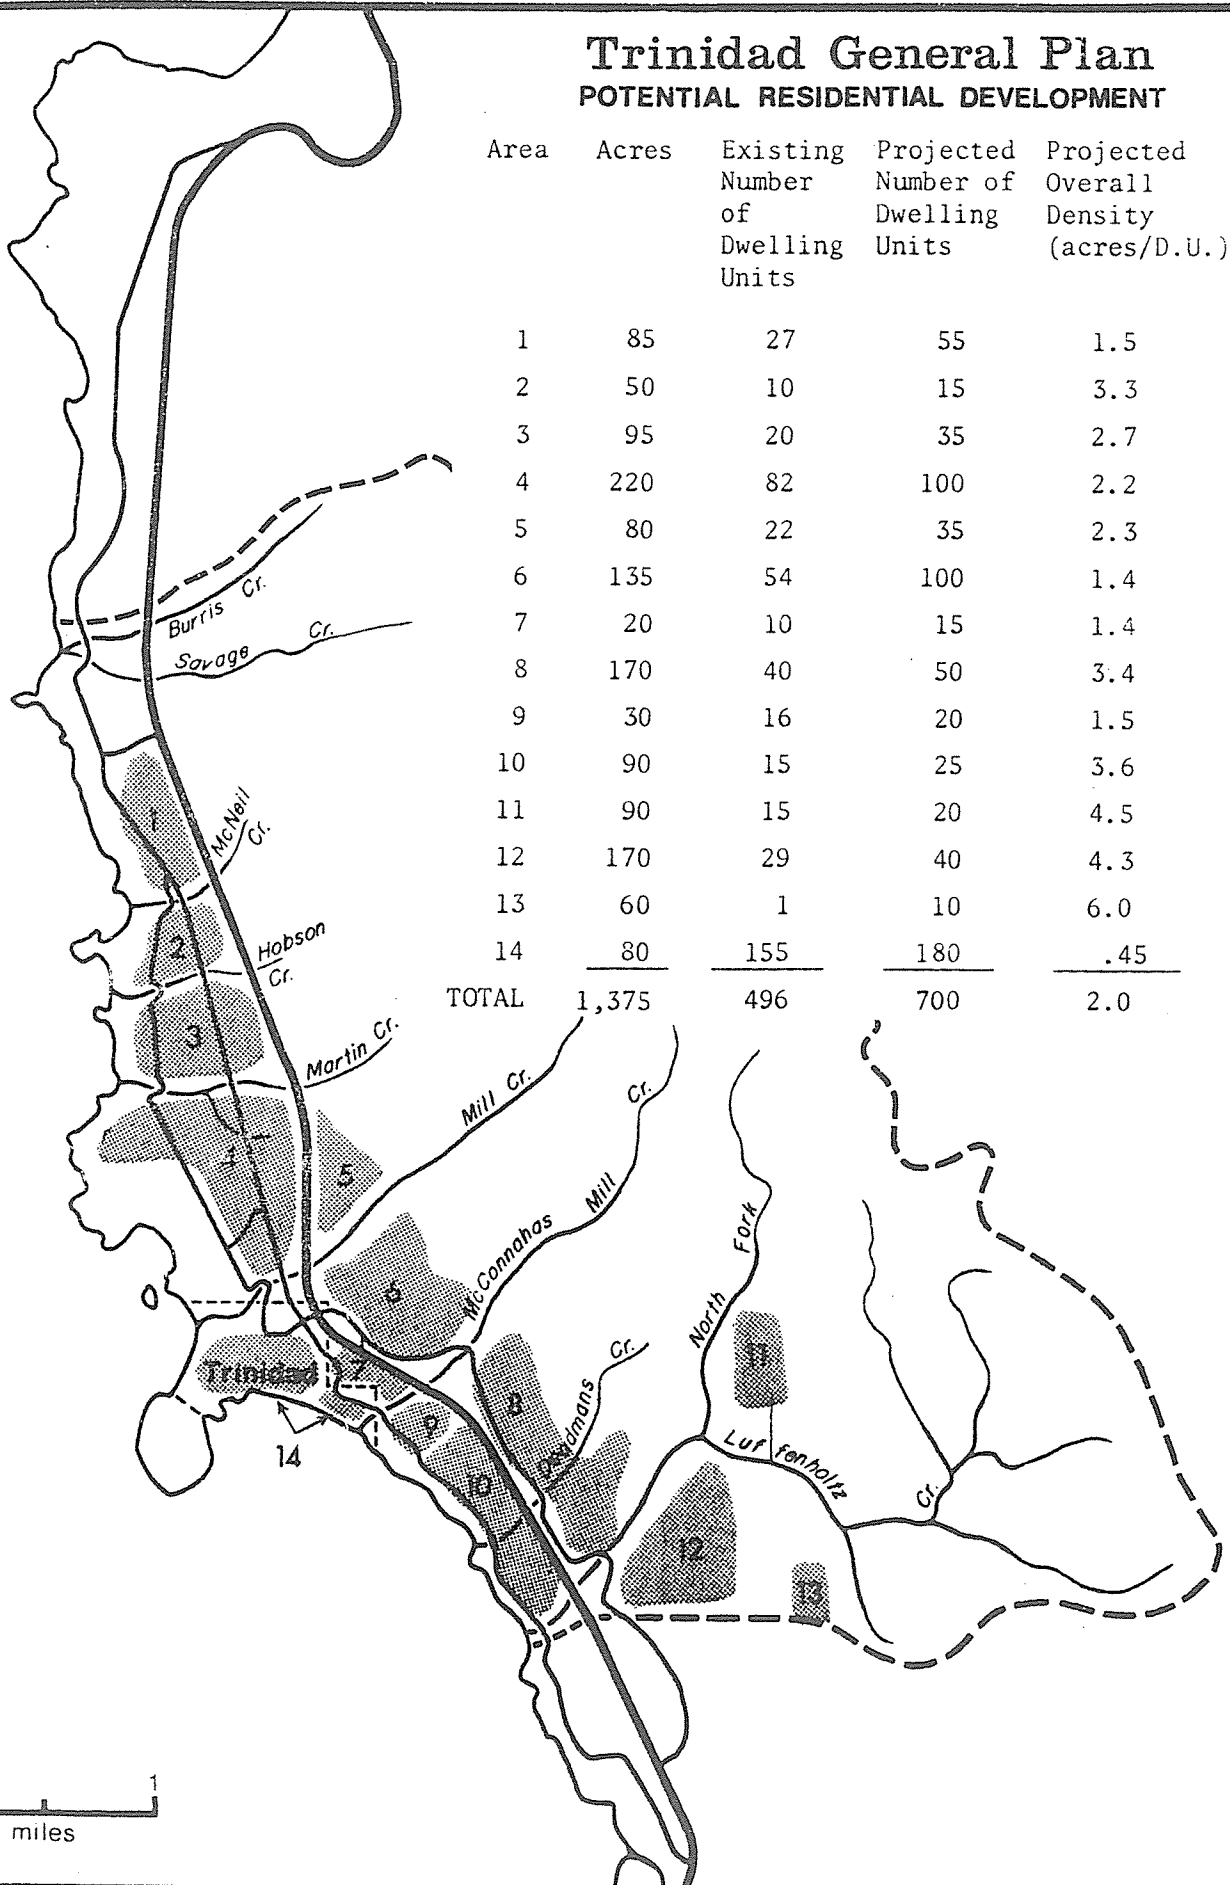 Trinidad General Plan
POTENTIAL RESIDENTIAL DEVELOPMENT
Area Acres Existing Number of Dwelling Units Projected Number of Dwelling Units Projected Overall Density (acres/D.U.)
1 85 27 55 1.5
2 50 10 15 3.3
3 95 20 35 2.7
4 220 82 100 2.2
5 80 22 35 2.3
6 135 54 100 1.4
7 20 10 15 1.4
8 170 40 50 3.4
9 30 16 20 1.5
10 90 15 25 3.6
11 90 15 20 4.5
12 170 29 40 4.3
13 60 1 10 6.0
14 80 155 180 .45
TOTAL 1,375 496 700 2.0
Burris Cr.
Savage Cr.
1
McNeil Cr.
2
Hobson Cr.
3
Martin Cr.
Mill Cr.
McConnahas Mill Cr.
4
5
6
North Fork
Trinidad
7
8
Deadmans Cr.
9
10
11
14
Luffenholtz Cr.
12
13
1
miles